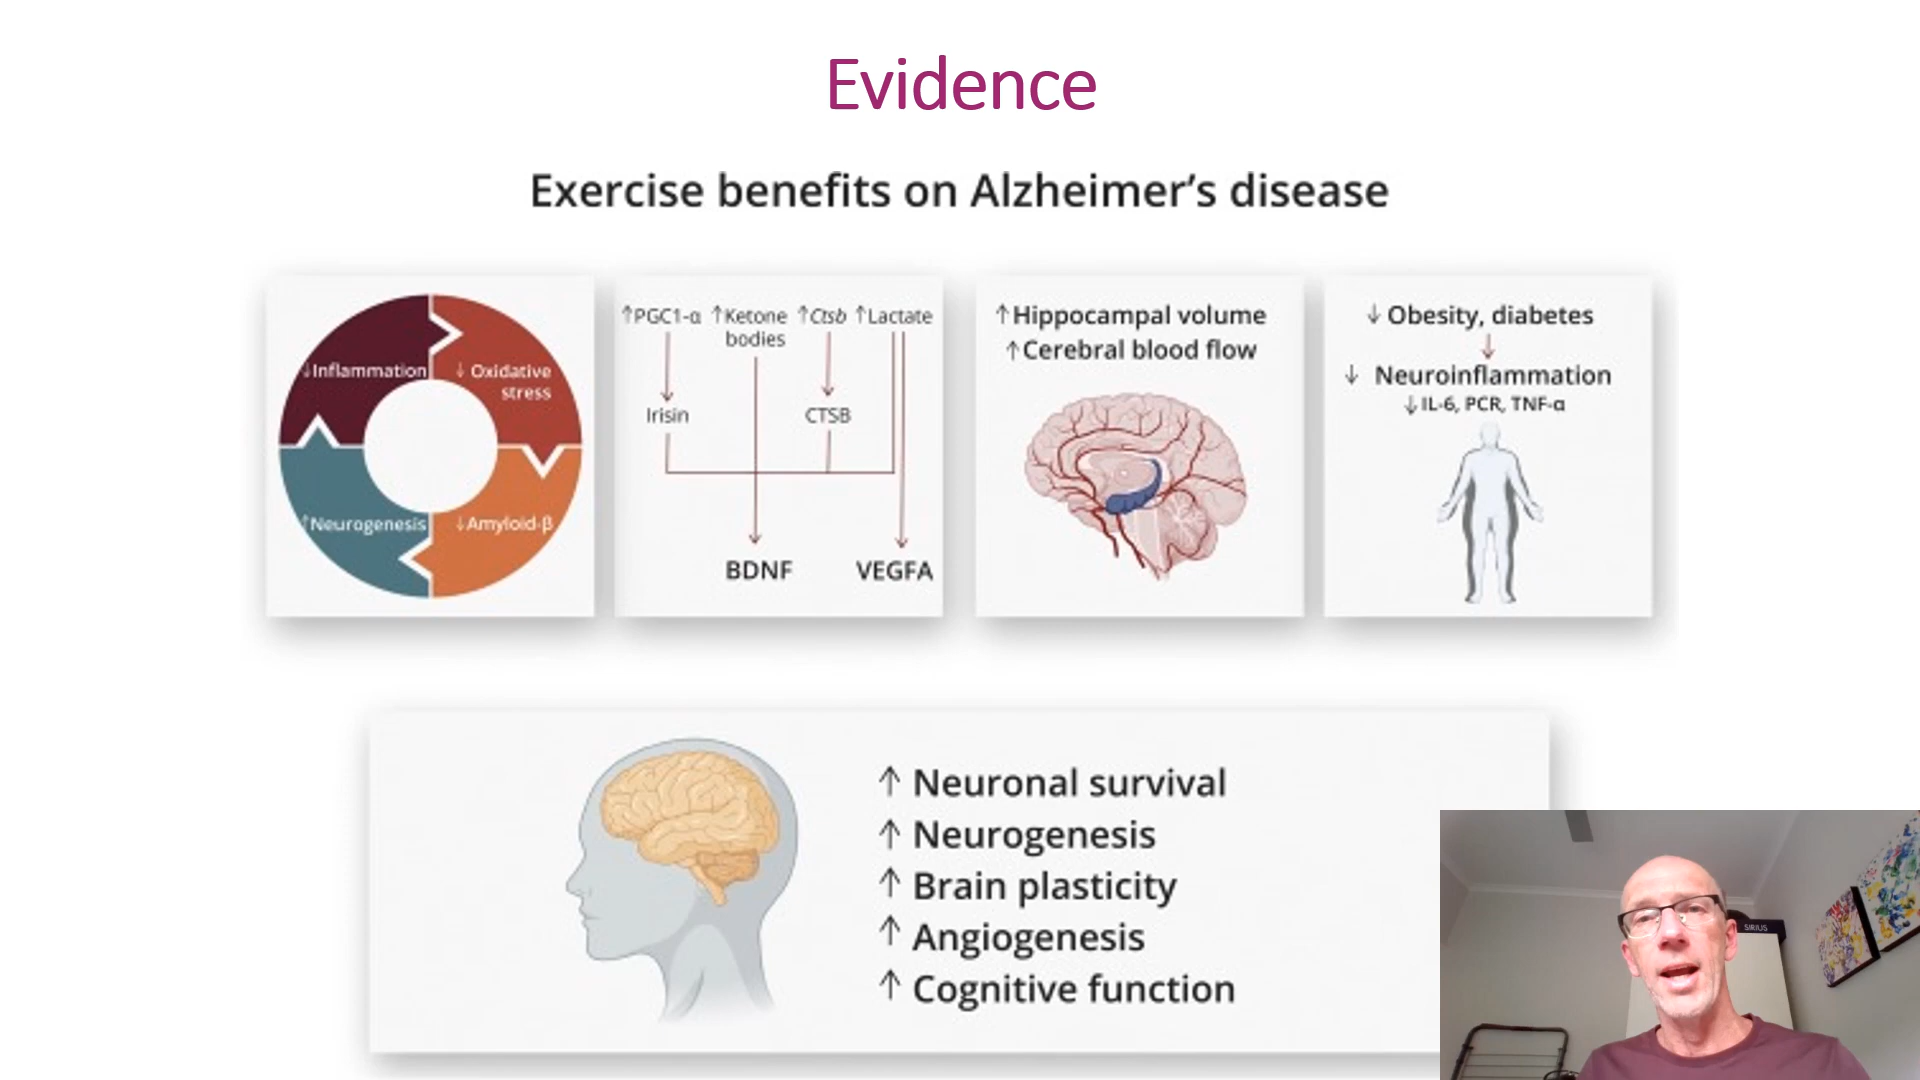 Evidence
Exercise benefits on Alzheimer's disease
↓Inflammation
↓ Oxidative
stress
↑Neurogenesis
↓Amyloid-β
↑PGC1-α ↑Ketone bodies ↑Ctsb ↑Lactate
Irisin
CTSB
BDNF
VEGFA
↑Hippocampal volume
↑Cerebral blood flow
↓ Obesity, diabetes
↓ Neuroinflammation
↓ IL-6, PCR, TNF-α
↑ Neuronal survival
↑ Neurogenesis
↑ Brain plasticity
↑ Angiogenesis
↑ Cognitive function
SIRIUS